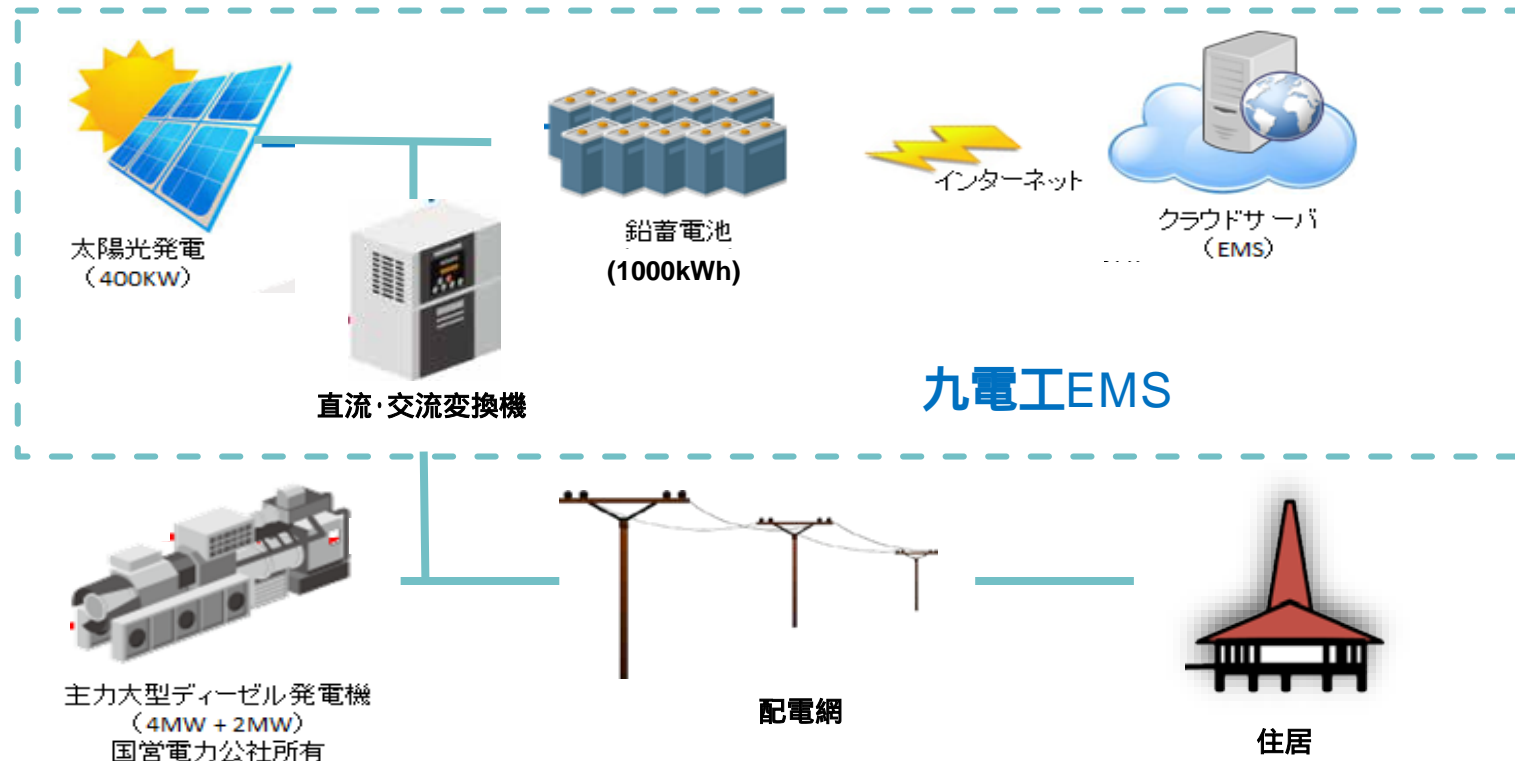 太陽光発電
（400KW）
直流･交流変換機
鉛蓄電池
(1000kWh)
インターネット
クラウドサーバ
（EMS）
九電工EMS
主力大型ディーゼル発電機
（4MW + 2MW）
国営電力公社所有
配電網
住居